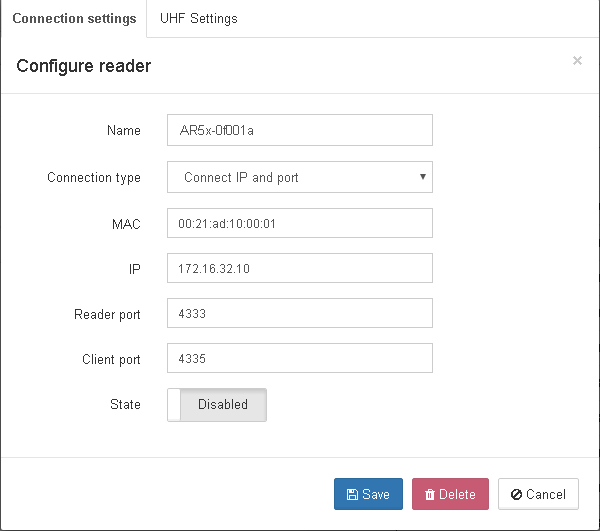 Connection settings UHF Settings
Configure reader ×
Name AR5x-0f001a
Connection type Connect IP and port
MAC 00:21:ad:10:00:01
IP 172.16.32.10
Reader port 4333
Client port 4335
State Disabled
Save Delete Cancel